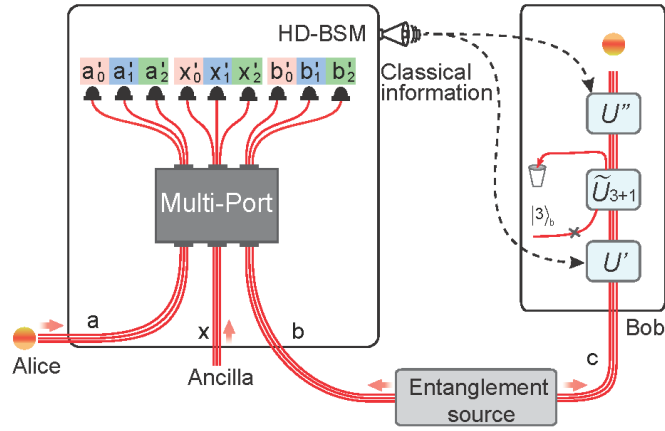 HD-BSM
a′₀ a′₁ a′₂ x′₀ x′₁ x′₂ b′₀ b′₁ b′₂
Classical
information
U''
Multi-Port
Ũ₃₊₁
|3⟩b
U'
a
x
b
c
Bob
Alice
Ancilla
Entanglement
source